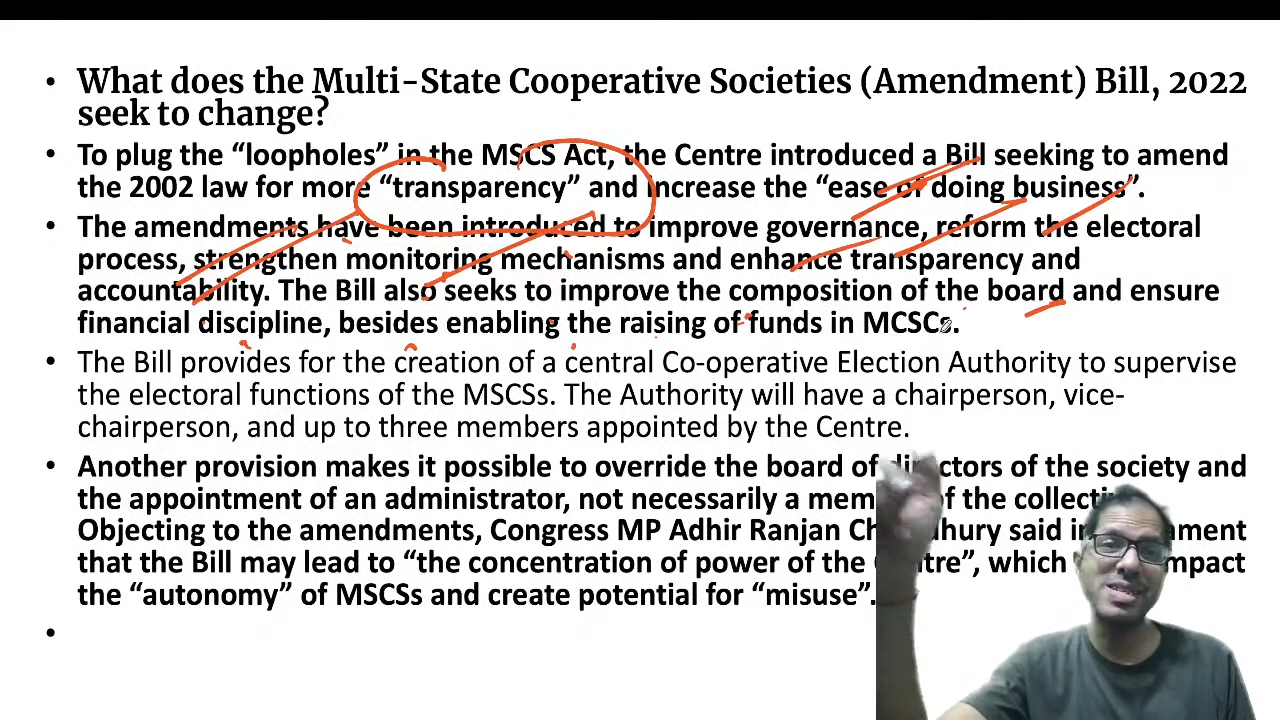 • What does the Multi-State Cooperative Societies (Amendment) Bill, 2022
seek to change?
• To plug the “loopholes” in the MSCS Act, the Centre introduced a Bill seeking to amend
the 2002 law for more “transparency” and increase the “ease of doing business”.
• The amendments have been introduced to improve governance, reform the electoral
process, strengthen monitoring mechanisms and enhance transparency and
accountability. The Bill also seeks to improve the composition of the board and ensure
financial discipline, besides enabling the raising of funds in MCSCs.
• The Bill provides for the creation of a central Co-operative Election Authority to supervise
the electoral functions of the MSCSs. The Authority will have a chairperson, vice-
chairperson, and up to three members appointed by the Centre.
• Another provision makes it possible to override the board of directors of the society and
the appointment of an administrator, not necessarily a of the
Objecting to the amendments, Congress MP Adhir Ranjan said
that the Bill may lead to “the concentration of power of the which impact
the “autonomy” of MSCSs and create potential for “misuse”.
•